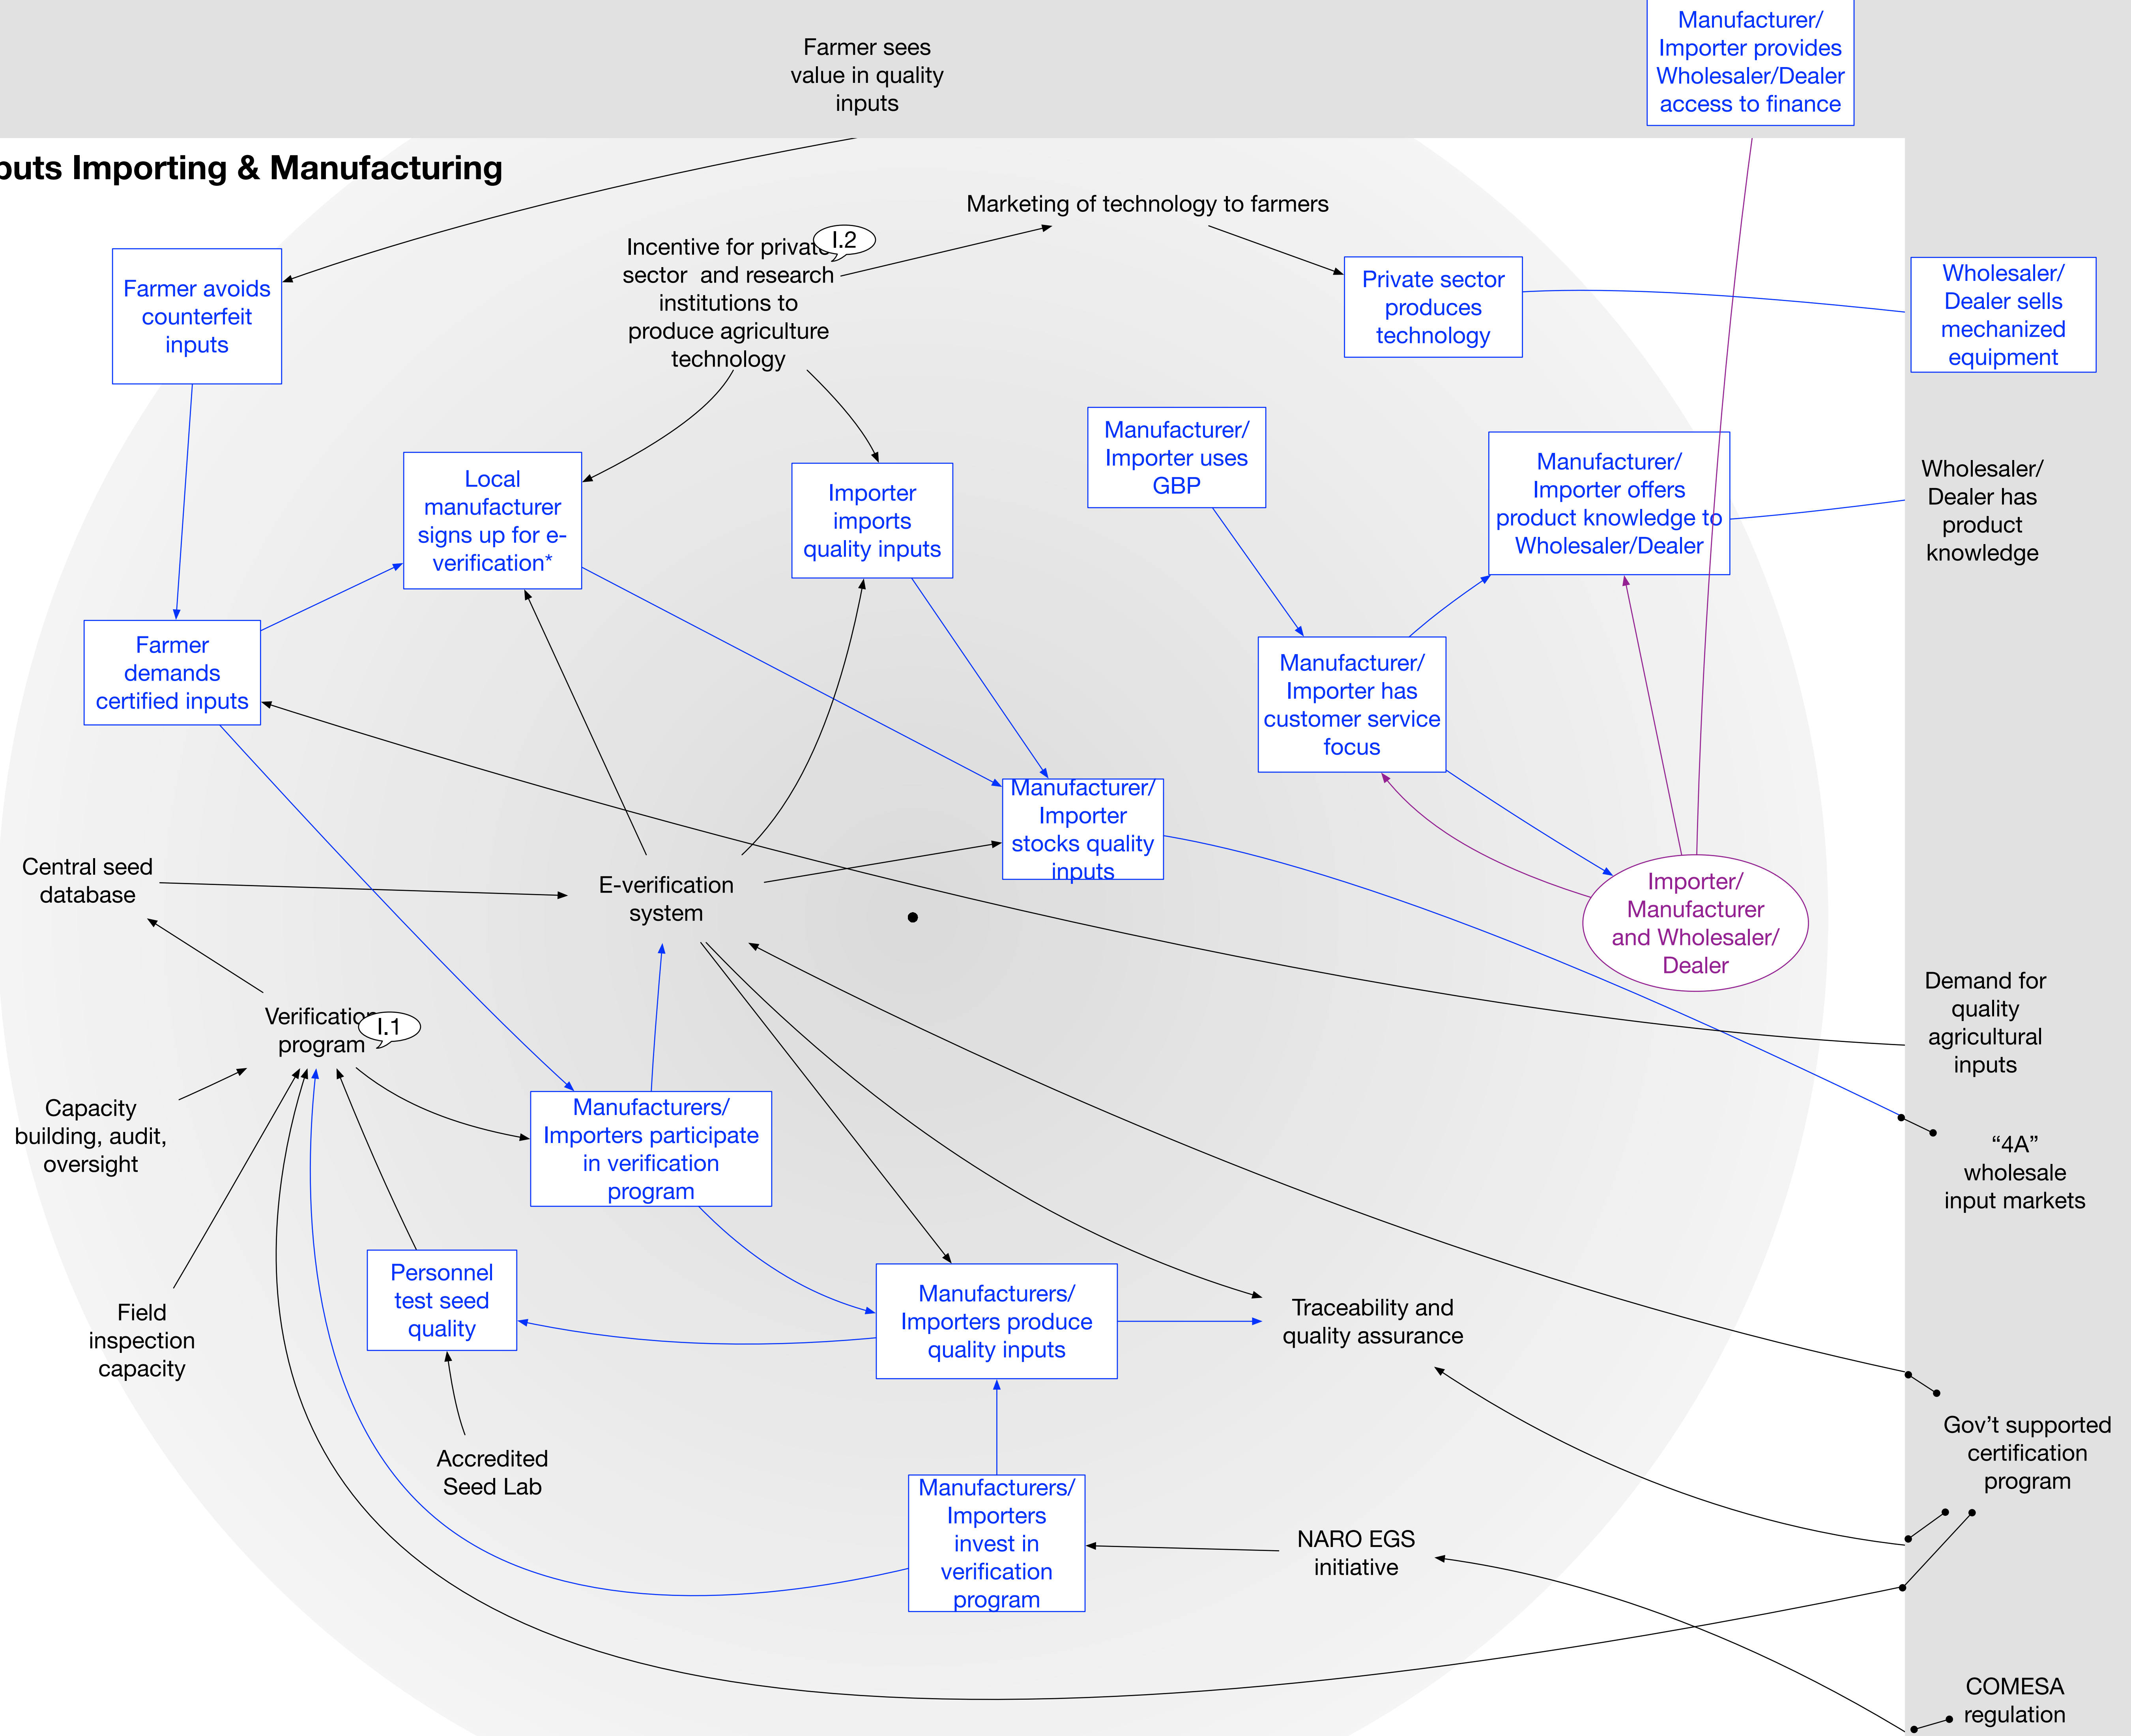 Farmer sees
value in quality
inputs
Manufacturer/
Importer provides
Wholesaler/Dealer
access to finance
puts Importing & Manufacturing
Marketing of technology to farmers
I.2
Incentive for private
sector and research
institutions to
produce agriculture
technology
Farmer avoids
counterfeit
inputs
Private sector
produces
technology
Wholesaler/
Dealer sells
mechanized
equipment
Local
manufacturer
signs up for e-
verification*
Importer
imports
quality inputs
Manufacturer/
Importer uses
GBP
Manufacturer/
Importer offers
product knowledge to
Wholesaler/Dealer
Wholesaler/
Dealer has
product
knowledge
Farmer
demands
certified inputs
Manufacturer/
Importer has
customer service
focus
Manufacturer/
Importer
stocks quality
inputs
Central seed
database
E-verification
system
Importer/
Manufacturer
and Wholesaler/
Dealer
Demand for
quality
agricultural
inputs
Verification
program
I.1
Capacity
building, audit,
oversight
Manufacturers/
Importers participate
in verification
program
“4A”
wholesale
input markets
Personnel
test seed
quality
Field
inspection
capacity
Manufacturers/
Importers produce
quality inputs
Traceability and
quality assurance
Accredited
Seed Lab
Gov’t supported
certification
program
Manufacturers/
Importers
invest in
verification
program
NARO EGS
initiative
COMESA
regulation